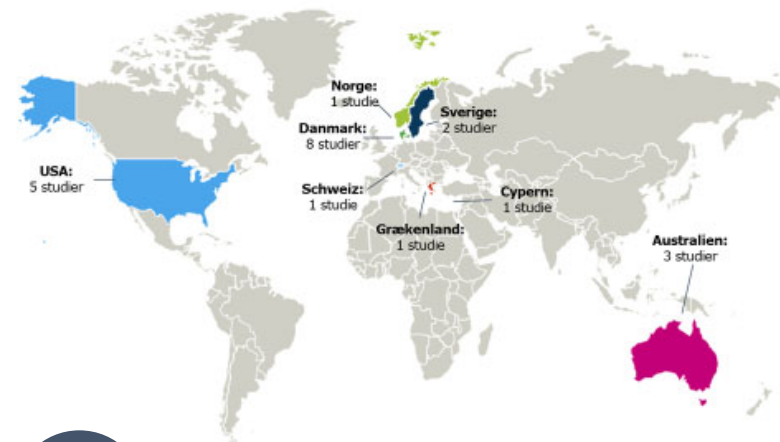 Norge:
1 studie
Sverige:
2 studier
Danmark:
8 studier
USA:
5 studier
Schweiz:
1 studie
Cypern:
1 studie
Grækenland:
1 studie
Australien:
3 studier